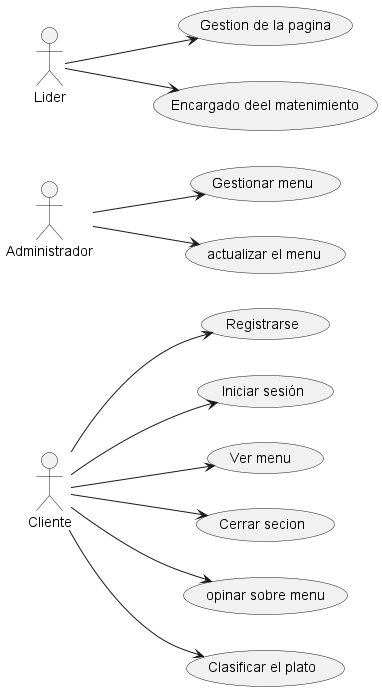 Gestion de la pagina
Encargado deel matenimiento
Lider
Gestionar menu
actualizar el menu
Administrador
Registrarse
Iniciar sesión
Ver menu
Cerrar secion
opinar sobre menu
Clasificar el plato
Cliente